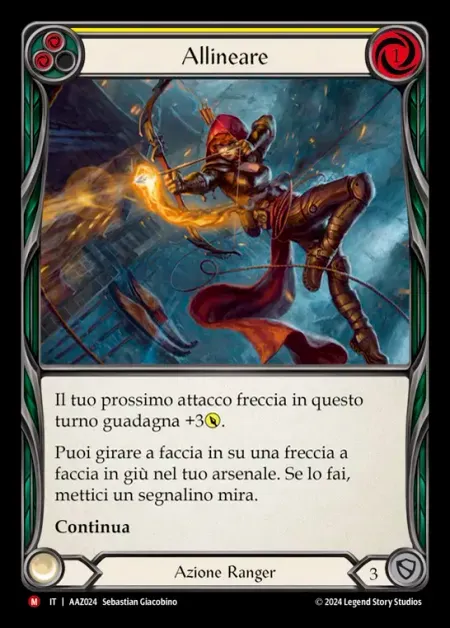 Allineare
1
Il tuo prossimo attacco freccia in questo
turno guadagna +3.
Puoi girare a faccia in su una freccia a
faccia in giù nel tuo arsenale. Se lo fai,
mettici un segnalino mira.
Continua
Azione Ranger
3
M IT | AAZ024 Sebastian Giacobino
© 2024 Legend Story Studios